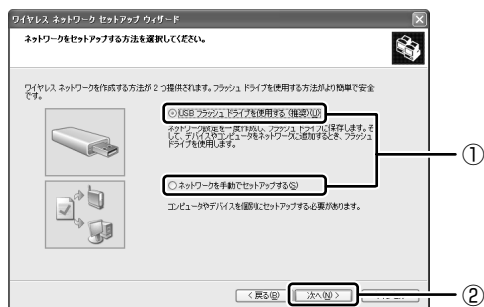 ワイヤレス ネットワーク セットアップ ウィザード
ネットワークをセットアップする方法を選択してください。
ワイヤレス ネットワークを作成する方法が 2 つ提供されます。フラッシュ ドライブを使用する方法がより簡単で安全
です。
USB フラッシュ ドライブを使用する (推奨)(U)
ネットワーク設定を一度作成し、フラッシュ ドライブに保存します。そ
して、デバイスやコンピュータをネットワークに追加するとき、フラッシュ
ドライブを使用します。
①
ネットワークを手動でセットアップする(S)
コンピュータやデバイスを個別にセットアップする必要があります。
< 戻る(B)
次へ(N) >
②